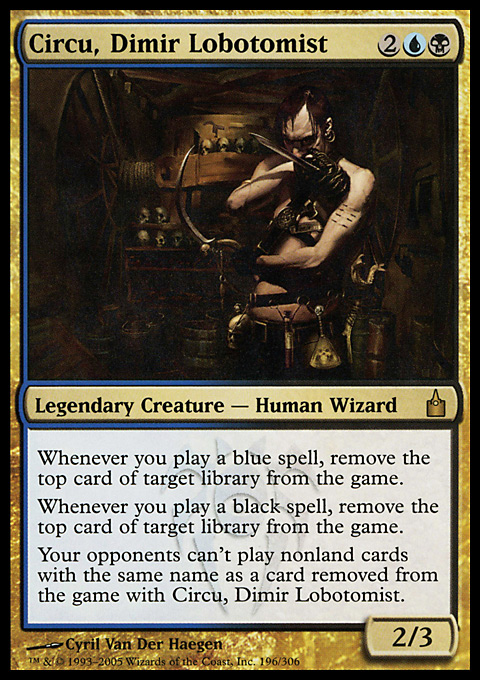 Circu, Dimir Lobotomist 2
Legendary Creature — Human Wizard
Whenever you play a blue spell, remove the
top card of target library from the game.
Whenever you play a black spell, remove the
top card of target library from the game.
Your opponents can't play nonland cards
with the same name as a card removed from
the game with Circu, Dimir Lobotomist.
Cyril Van Der Haegen
2/3
™ & © 1993–2005 Wizards of the Coast, Inc. 196/306